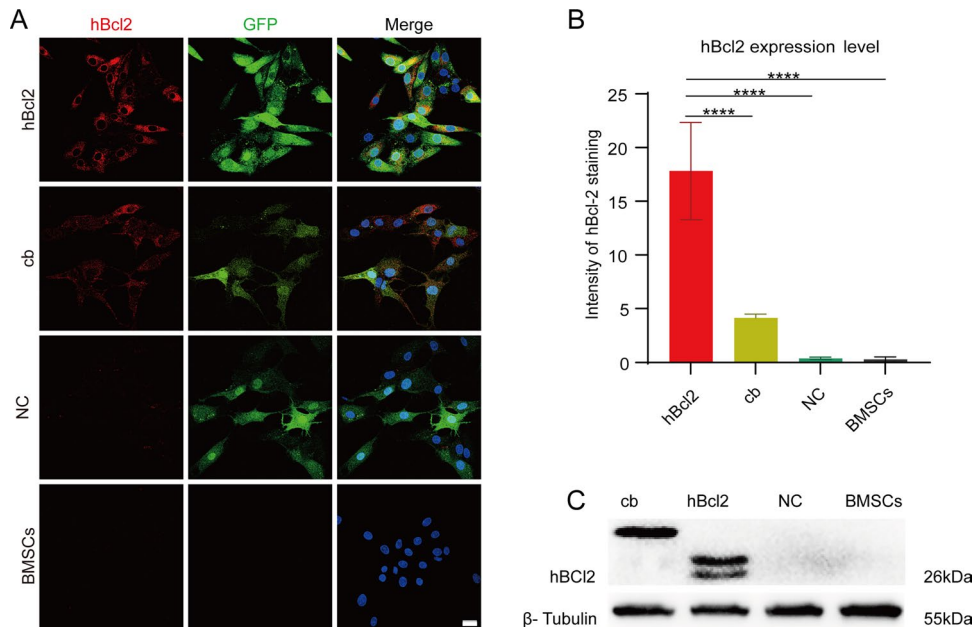 A
hBcl2 GFP Merge
hBcl2
cb
NC
BMSCs
B
hBcl2 expression level
****
****
****
Intensity of hBcl-2 staining
25
20
15
10
5
0
hBcl2 cb NC BMSCs
C
cb hBcl2 NC BMSCs
hBCl2 26kDa
β- Tubulin 55kDa